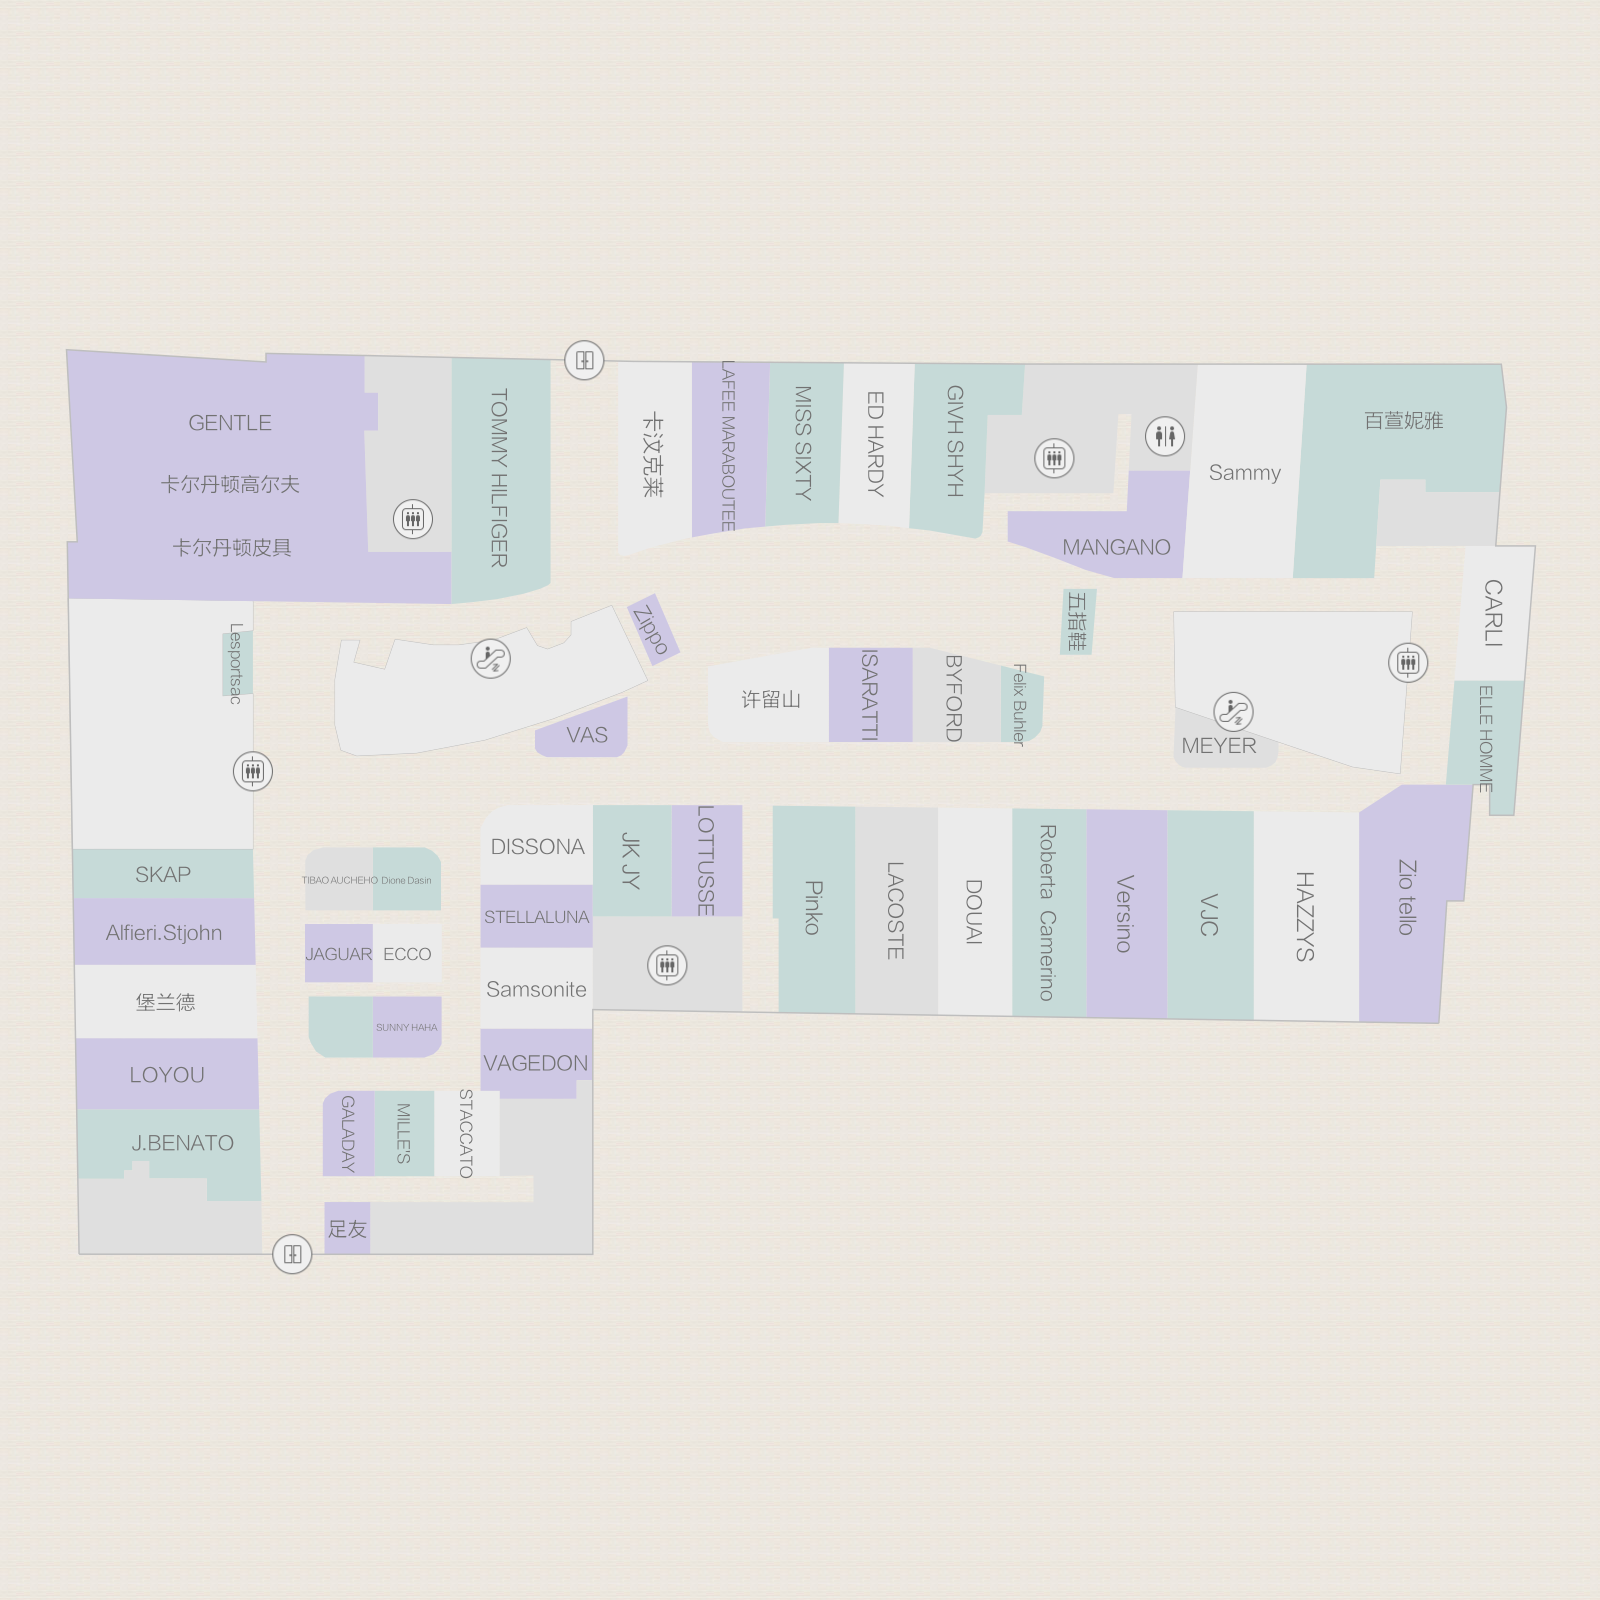 GENTLE
卡尔丹顿高尔夫
卡尔丹顿皮具
TOMMY HILFIGER
卡汶克莱
LAFEE MARABOUTEE
MISS SIXTY
ED HARDY
GIVH SHYH
MANGANO
Sammy
百萱妮雅
CARLI
ELLE HOMME
Lesportsac
Zippo
VAS
许留山
ISARATTI
BYFORD
Felix Buhler
五指鞋
MEYER
SKAP
Alfieri.Stjohn
堡兰德
LOYOU
J.BENATO
TIBAO AUCHEHO
Dione Dasin
JAGUAR
ECCO
SUNNY HAHA
GALADAY
MILLE'S
STACCATO
足友
DISSONA
STELLALUNA
Samsonite
VAGEDON
JK JY
LOTTUSSE
Pinko
LACOSTE
DOUAI
Roberta Camerino
Versino
VJC
HAZZYS
Zio tello